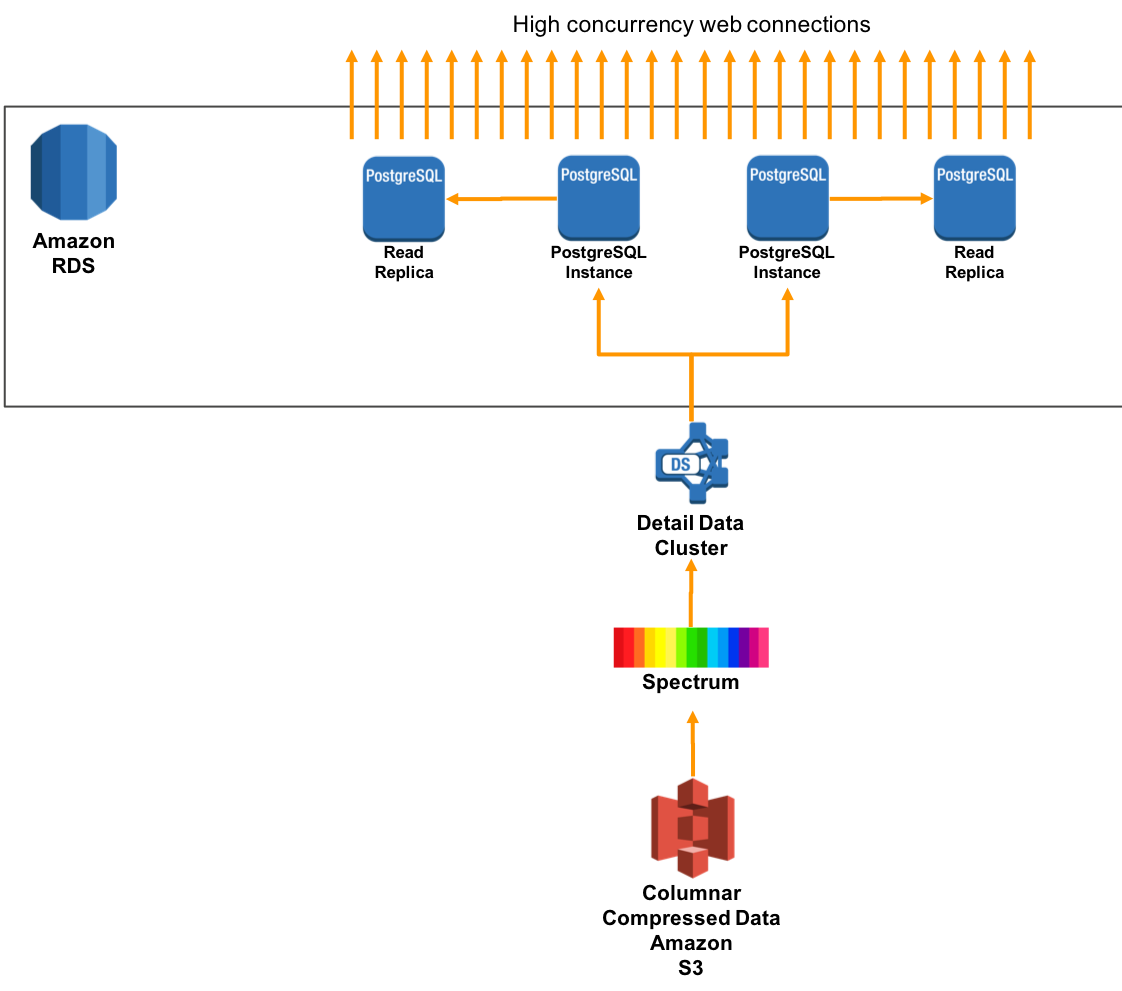 High concurrency web connections
PostgreSQL
PostgreSQL
PostgreSQL
PostgreSQL
Amazon
RDS
Read
Replica
PostgreSQL
Instance
PostgreSQL
Instance
Read
Replica
DS
Detail Data
Cluster
Spectrum
Columnar
Compressed Data
Amazon
S3